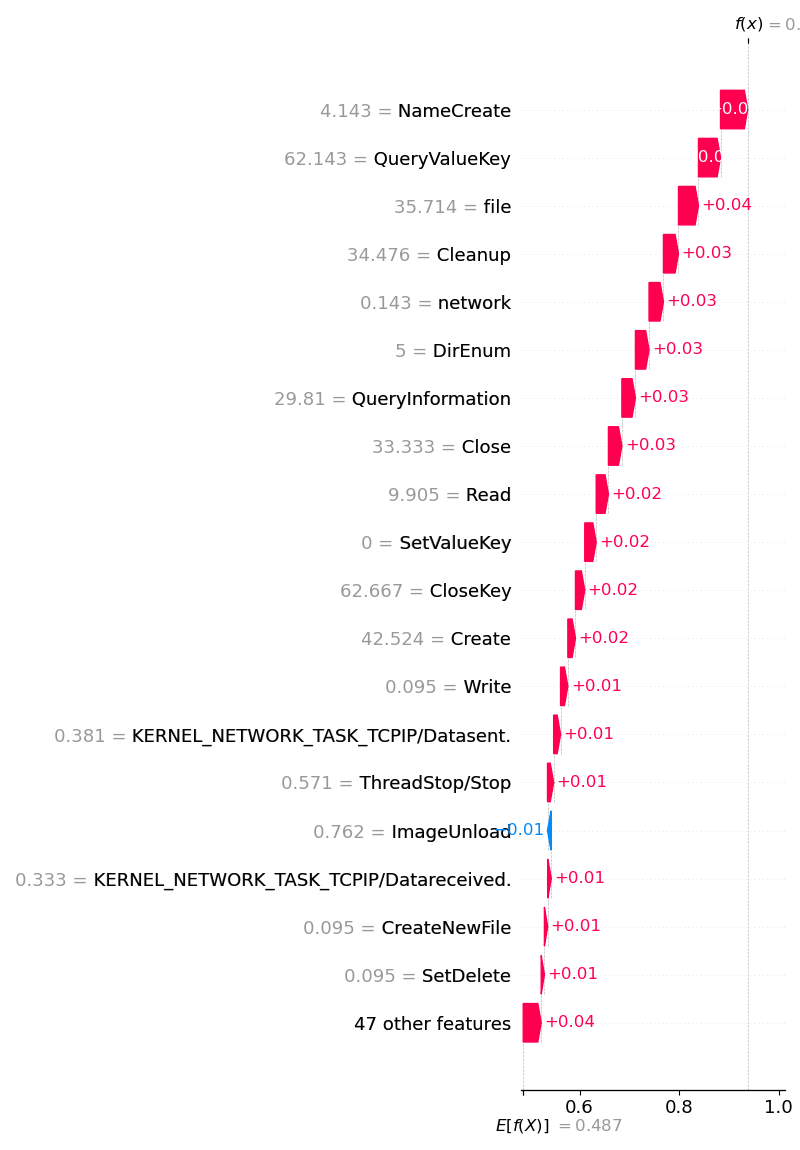 f(x) = 0.
4.143 = NameCreate
62.143 = QueryValueKey
35.714 = file +0.04
34.476 = Cleanup +0.03
0.143 = network +0.03
5 = DirEnum +0.03
29.81 = QueryInformation +0.03
33.333 = Close +0.03
9.905 = Read +0.02
0 = SetValueKey +0.02
62.667 = CloseKey +0.02
42.524 = Create +0.02
0.095 = Write +0.01
0.381 = KERNEL_NETWORK_TASK_TCPIP/Datasent. +0.01
0.571 = ThreadStop/Stop +0.01
0.762 = ImageUnload −0.01
0.333 = KERNEL_NETWORK_TASK_TCPIP/Datareceived. +0.01
0.095 = CreateNewFile +0.01
0.095 = SetDelete +0.01
47 other features +0.04
0.6 0.8 1.0
E[f(X)] = 0.487